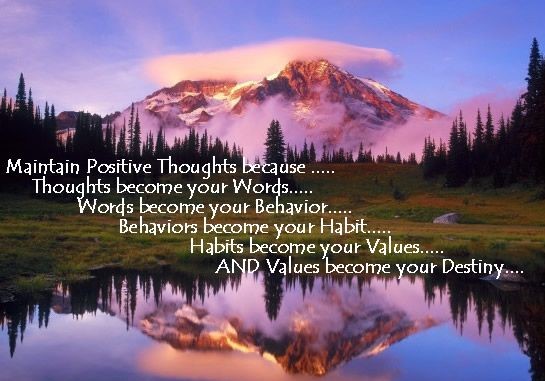 Maintain Positive Thoughts because .....
Thoughts become your Words.....
Words become your Behavior.....
Behaviors become your Habit.....
Habits become your Values.....
AND Values become your Destiny....